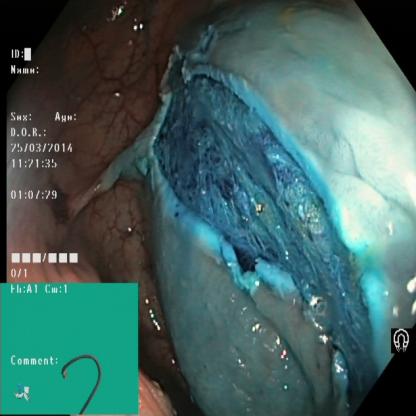 ID:
Name:
Sex: Age:
D.O.B.:
25/03/2014
11:21:35
01:07:29
0/1
Eh:A1 Cm:1
Comment: